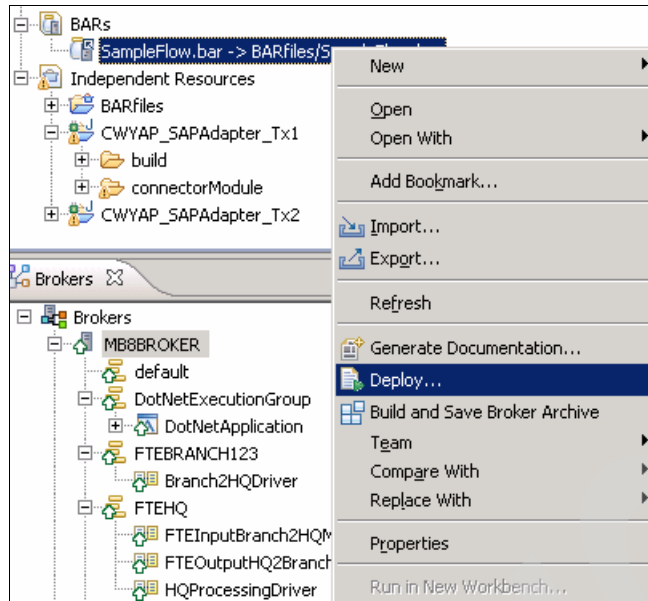 BARs
SampleFlow.bar -> BARfiles/S
Independent Resources
BARfiles
CWYAP_SAPAdapter_Tx1
build
connectorModule
CWYAP_SAPAdapter_Tx2
Brokers
Brokers
MB8BROKER
default
DotNetExecutionGroup
DotNetApplication
FTEBRANCH123
Branch2HQDriver
FTEHQ
FTEInputBranch2HQM
FTEOutputHQ2Branch
HQProcessingDriver
New
Open
Open With
Add Bookmark...
Import...
Export...
Refresh
Generate Documentation...
Deploy...
Build and Save Broker Archive
Team
Compare With
Replace With
Properties
Run in New Workbench...